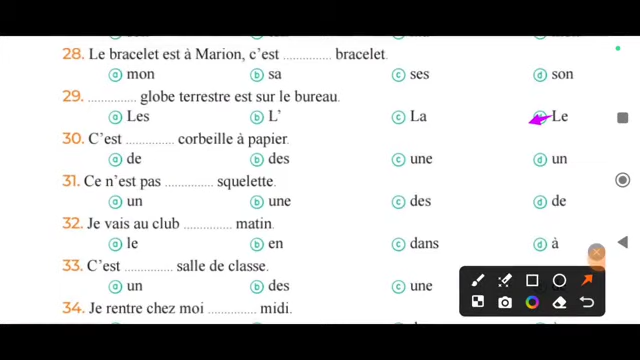 28. Le bracelet est à Marion, c'est .............. bracelet.
a mon b sa c ses d son
29. .............. globe terrestre est sur le bureau.
a Les b L' c La Le
30. C'est .............. corbeille à papier.
a de b des c une d un
31. Ce n'est pas .............. squelette.
a un b une c des d de
32. Je vais au club .............. matin.
a le b en c dans d à
33. C'est .............. salle de classe.
a un b des c une
34. Je rentre chez moi .............. midi.